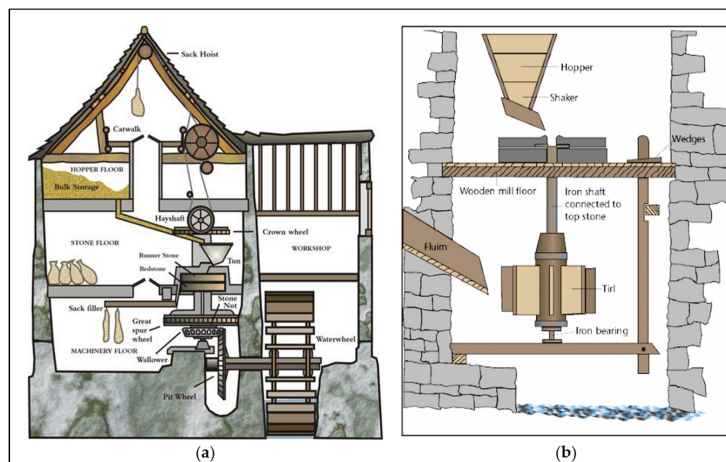 Sack Hoist
Catwalk
HOPPER FLOOR
Bulk Storage
Hayshaft
Crown wheel
STONE FLOOR
Tun
WORKSHOP
Runner Stone
Bedstone
Stone
Nut
Sack filler
Great
spur
wheel
Waterwheel
MACHINERY FLOOR
Wallower
Pit Wheel
(a)
Hopper
Shaker
Wedges
Wooden mill floor
Iron shaft
connected to
top stone
Fluim
Tirl
Iron bearing
(b)